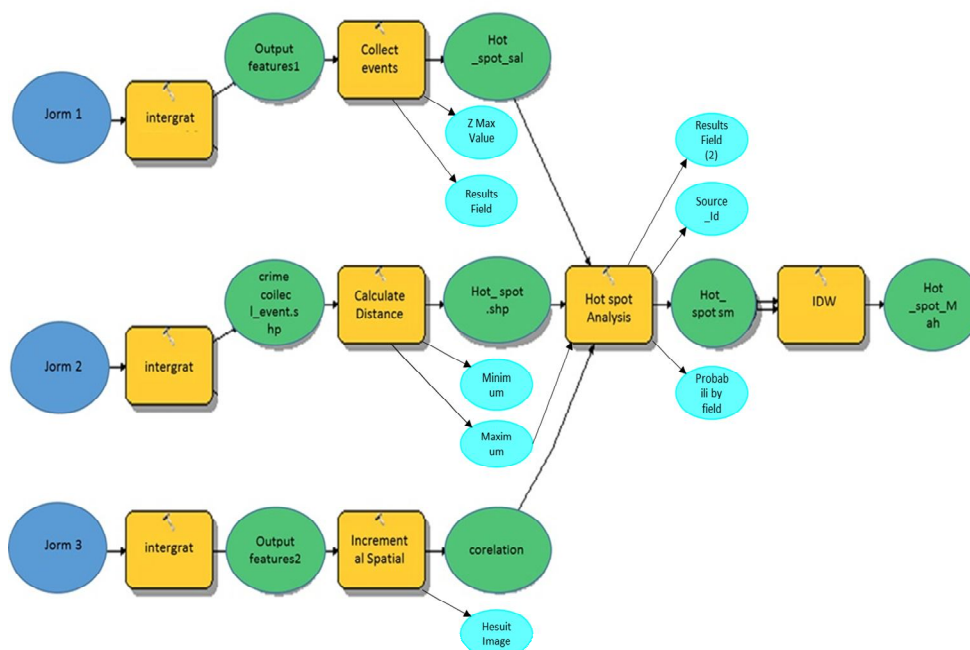 Jorm 1
intergrat
Output
features1
Collect
events
Hot
_spot_sal
Z Max
Value
Results
Field
Jorm 2
intergrat
crime
coilec
l_event.s
hp
Calculate
Distance
Hot_ spot
.shp
Minim
um
Maxim
um
Hot spot
Analysis
Results
Field
(2)
Source
_Id
Hot_
spot sm
Probab
ili by
field
IDW
Hot
_spot_M
ah
Jorm 3
intergrat
Output
features2
Increment
al Spatial
corelation
Hesuit
Image